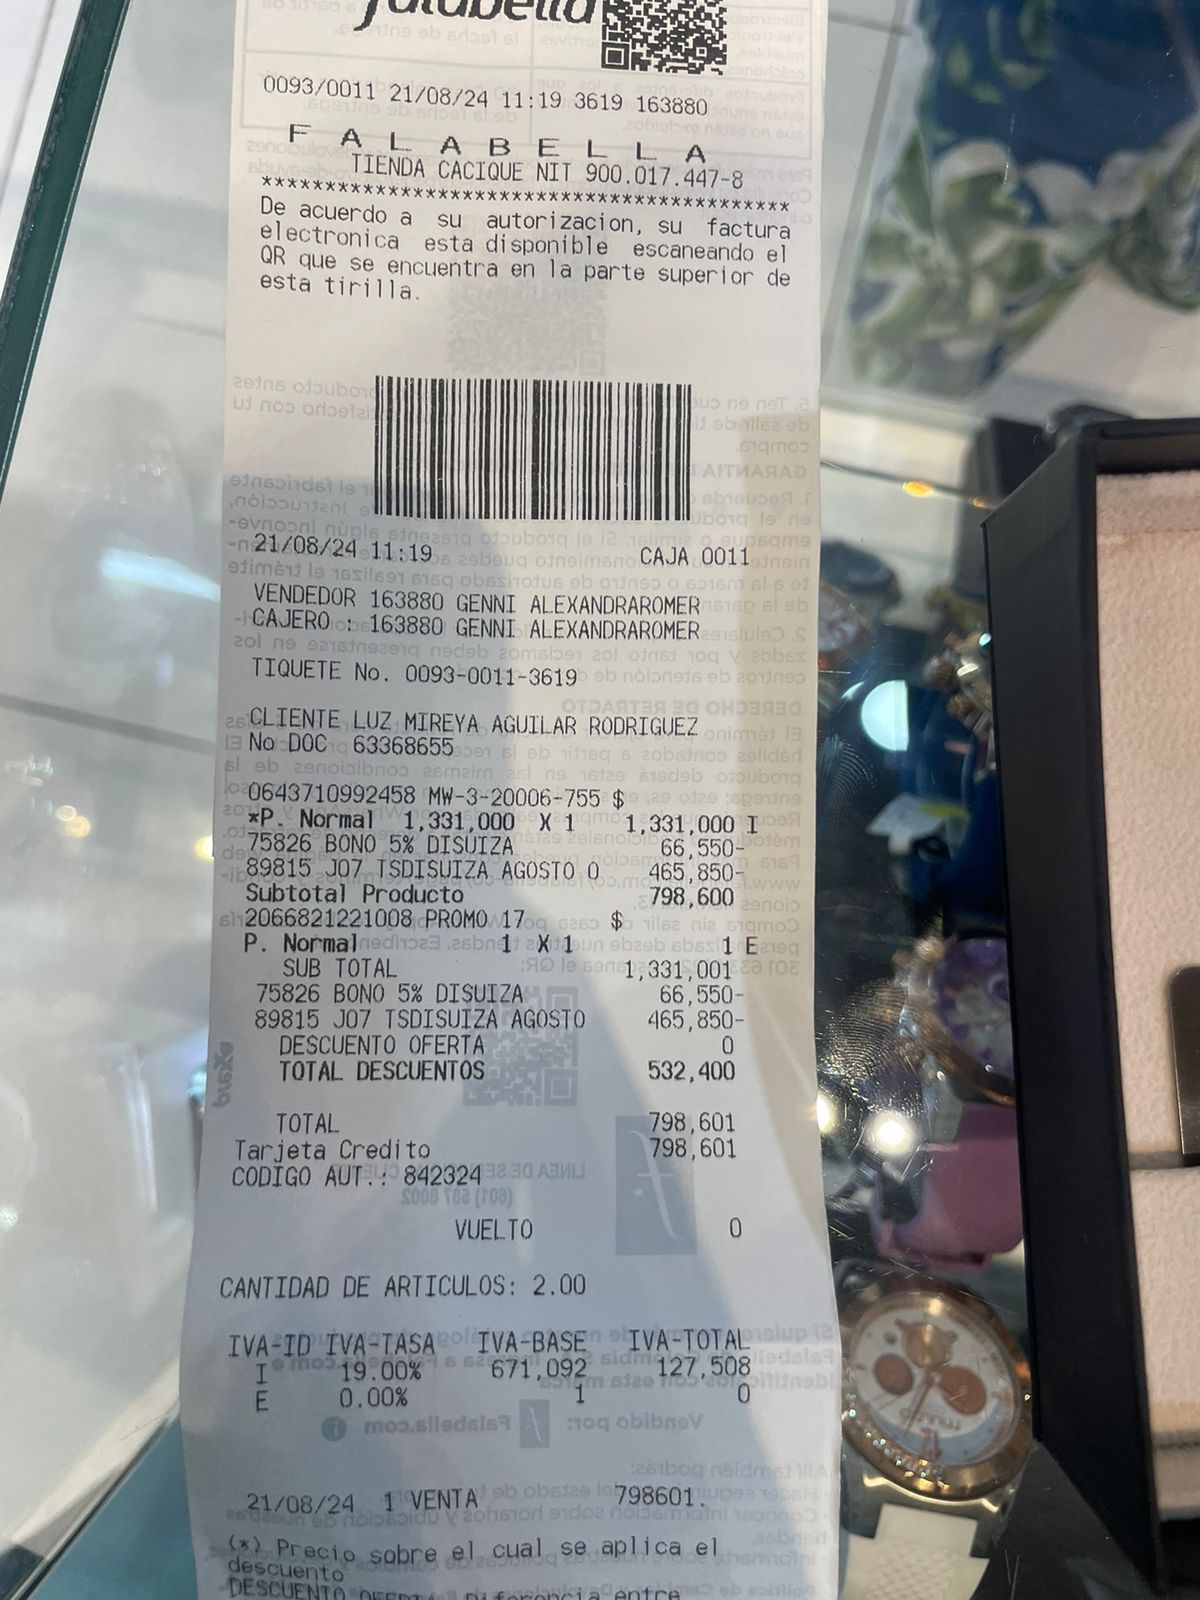 falabella
0093/0011 21/08/24 11:19 3619 163880
F A L A B E L L A
TIENDA CACIQUE NIT 900.017.447-8
******************************************
De acuerdo a su autorizacion, su factura
electronica esta disponible escaneando el
QR que se encuentra en la parte superior de
esta tirilla.
21/08/24 11:19 CAJA 0011
VENDEDOR 163880 GENNI ALEXANDRAROMER
CAJERO : 163880 GENNI ALEXANDRAROMER
TIQUETE No. 0093-0011-3619
CLIENTE LUZ MIREYA AGUILAR RODRIGUEZ
No DOC 63368655
0643710992458 MW-3-20006-755 $
*P. Normal 1,331,000 X 1 1,331,000 I
75826 BONO 5% DISUIZA 66,550-
89815 J07 TSDISUIZA AGOSTO 0 465,850-
Subtotal Producto 798,600
2066821221008 PROMO 17 $
P. Normal 1 X 1 1 E
SUB TOTAL 1,331,001
75826 BONO 5% DISUIZA 66,550-
89815 J07 TSDISUIZA AGOSTO 465,850-
DESCUENTO OFERTA 0
TOTAL DESCUENTOS 532,400
TOTAL 798,601
Tarjeta Credito 798,601
CODIGO AUT.: 842324
VUELTO 0
CANTIDAD DE ARTICULOS: 2.00
IVA-ID IVA-TASA IVA-BASE IVA-TOTAL
I 19.00% 671,092 127,508
E 0.00% 1 0
21/08/24 1 VENTA 798601.
(*) Precio sobre el cual se aplica el
descuento
DESCUENTO OFERTA Diferencia entre